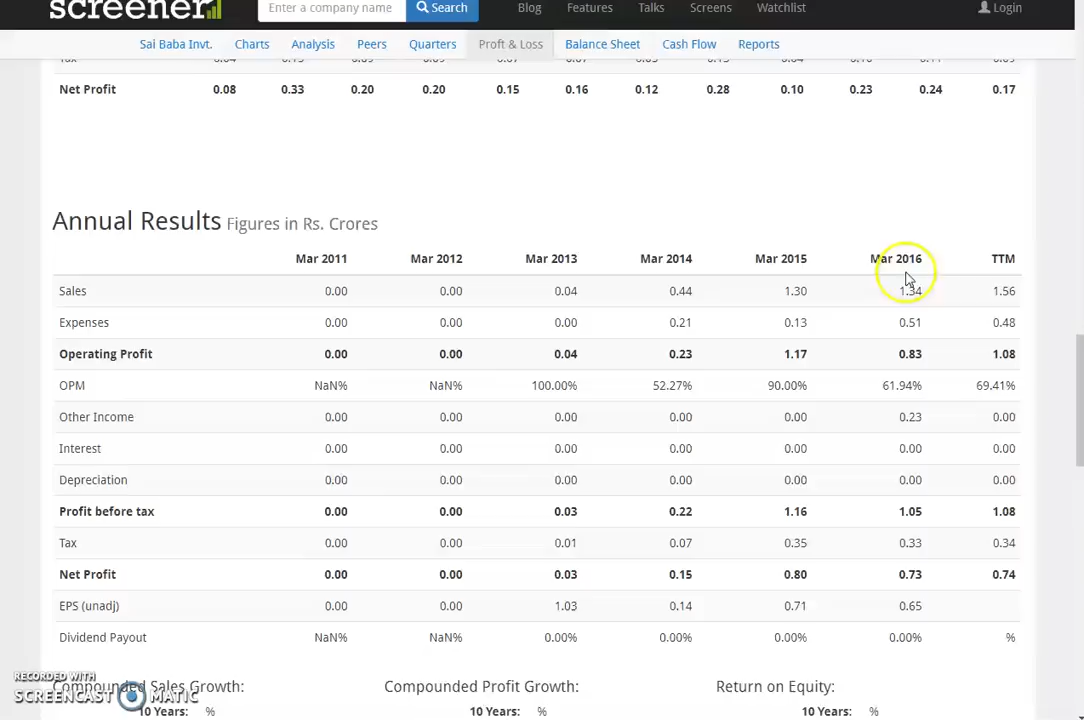 screener
Enter a company name Search Blog Features Talks Screens Watchlist Login
Sai Baba Invt. Charts Analysis Peers Quarters Proft & Loss Balance Sheet Cash Flow Reports
Net Profit 0.08 0.33 0.20 0.20 0.15 0.16 0.12 0.28 0.10 0.23 0.24 0.17
Annual Results Figures in Rs. Crores
Mar 2011 Mar 2012 Mar 2013 Mar 2014 Mar 2015 Mar 2016 TTM
Sales 0.00 0.00 0.04 0.44 1.30 1.34 1.56
Expenses 0.00 0.00 0.00 0.21 0.13 0.51 0.48
Operating Profit 0.00 0.00 0.04 0.23 1.17 0.83 1.08
OPM NaN% NaN% 100.00% 52.27% 90.00% 61.94% 69.41%
Other Income 0.00 0.00 0.00 0.00 0.00 0.23 0.00
Interest 0.00 0.00 0.00 0.00 0.00 0.00 0.00
Depreciation 0.00 0.00 0.00 0.00 0.00 0.00 0.00
Profit before tax 0.00 0.00 0.03 0.22 1.16 1.05 1.08
Tax 0.00 0.00 0.01 0.07 0.35 0.33 0.34
Net Profit 0.00 0.00 0.03 0.15 0.80 0.73 0.74
EPS (unadj) 0.00 0.00 1.03 0.14 0.71 0.65
Dividend Payout NaN% NaN% 0.00% 0.00% 0.00% 0.00% %
RECORDED WITH
SCREENCAST MATIC
Compounded Sales Growth: Compounded Profit Growth: Return on Equity:
10 Years: % 10 Years: % 10 Years: %